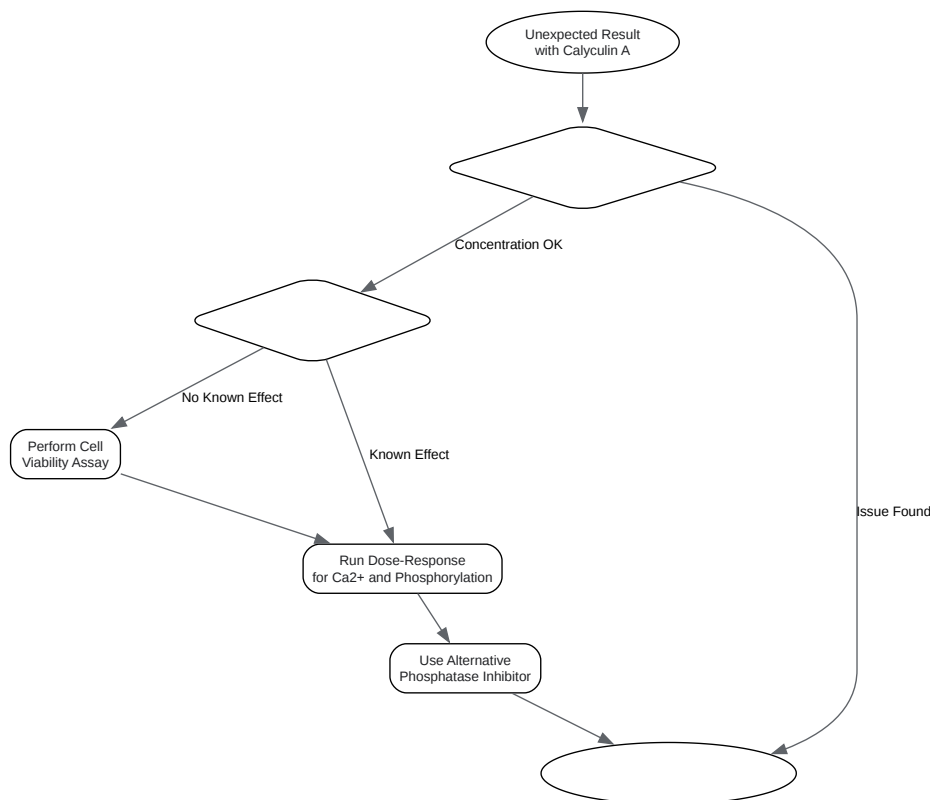 Unexpected Result
with Calyculin A
Concentration OK
No Known Effect
Perform Cell
Viability Assay
Known Effect
Issue Found
Run Dose-Response
for Ca2+ and Phosphorylation
Use Alternative
Phosphatase Inhibitor